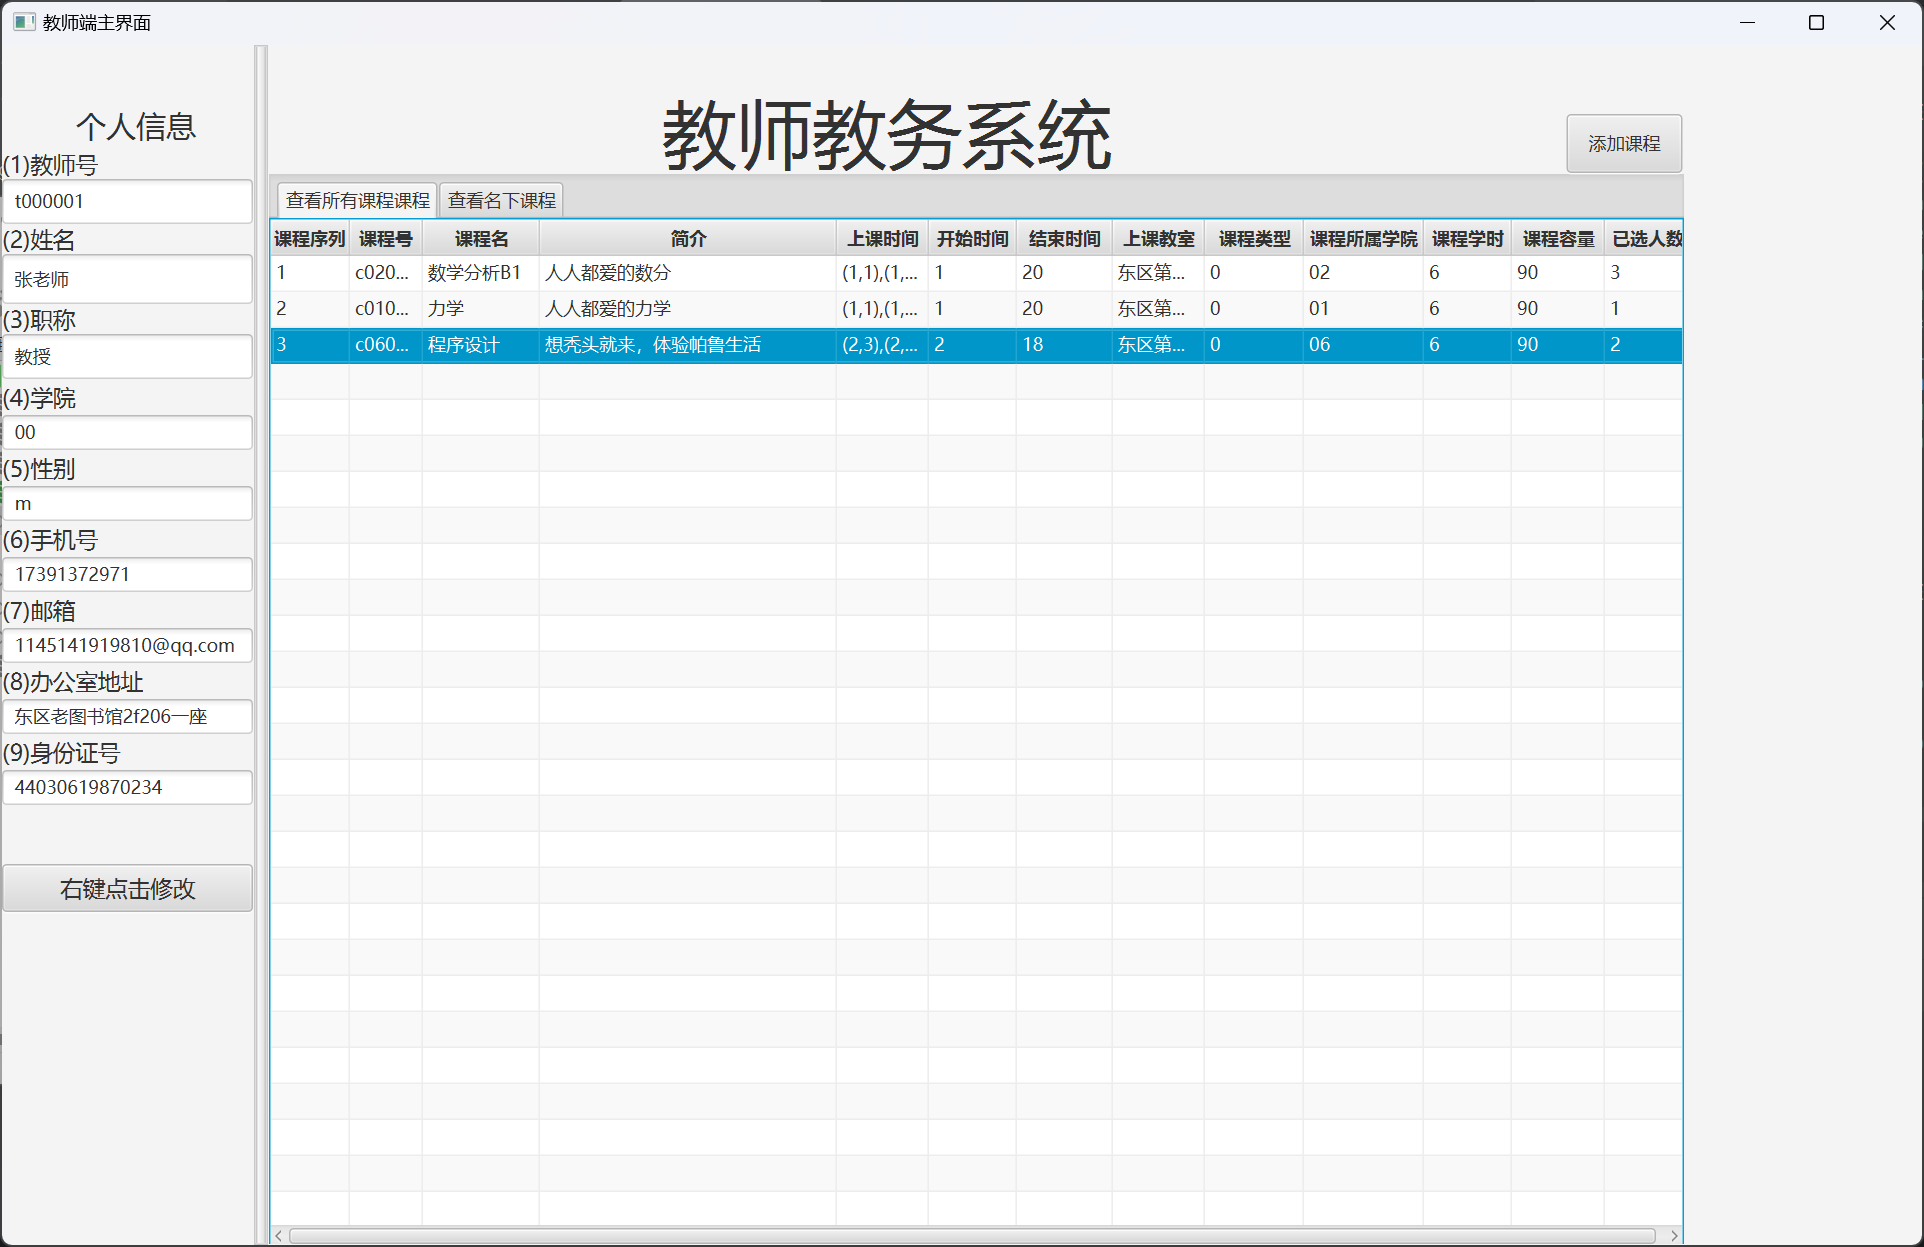 教师端主界面
个人信息
(1)教师号
t000001
(2)姓名
张老师
(3)职称
教授
(4)学院
00
(5)性别
m
(6)手机号
17391372971
(7)邮箱
1145141919810@qq.com
(8)办公室地址
东区老图书馆2f206一座
(9)身份证号
44030619870234
右键点击修改
教师教务系统
添加课程
查看所有课程课程 查看名下课程
课程序列 课程号 课程名 简介 上课时间 开始时间 结束时间 上课教室 课程类型 课程所属学院 课程学时 课程容量 已选人数
1 c020... 数学分析B1 人人都爱的数分 (1,1),(1,... 1 20 东区第... 0 02 6 90 3
2 c010... 力学 人人都爱的力学 (1,1),(1,... 1 20 东区第... 0 01 6 90 1
3 c060... 程序设计 想秃头就来，体验帕鲁生活 (2,3),(2,... 2 18 东区第... 0 06 6 90 2